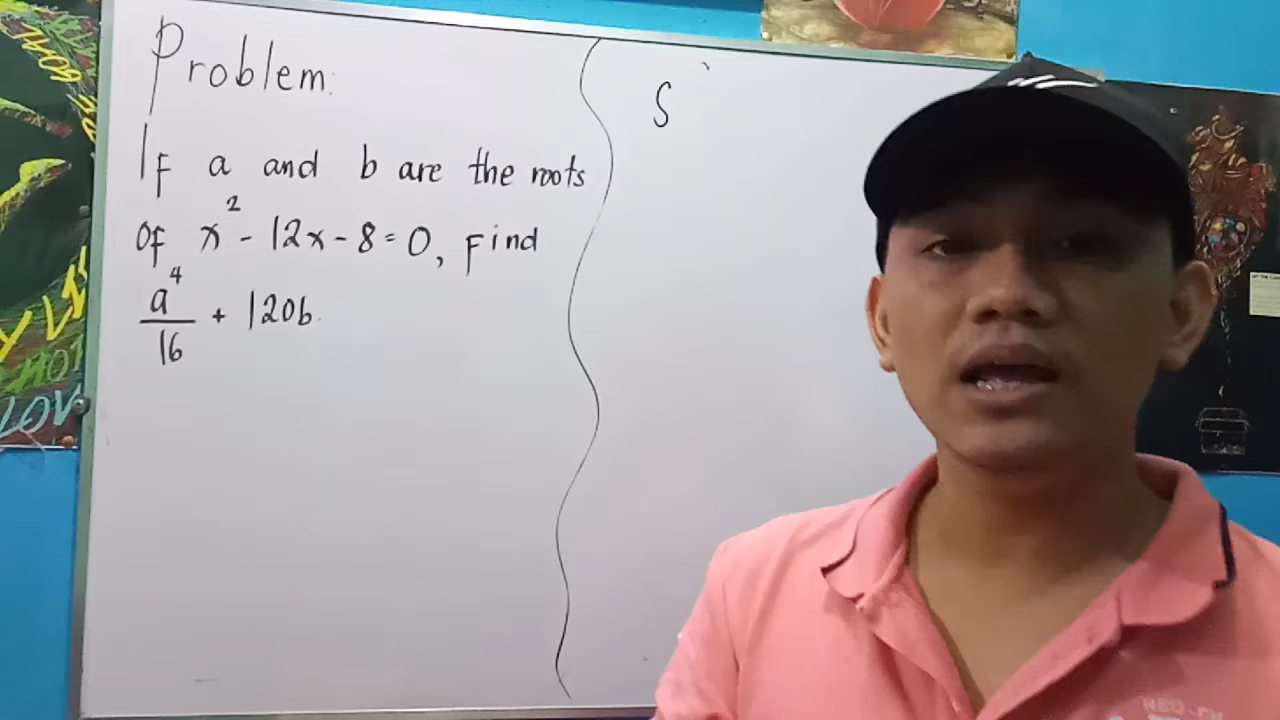 Problem:
If a and b are the roots
of x² - 12x - 8 = 0, Find
a⁴/16 + 120b.
S